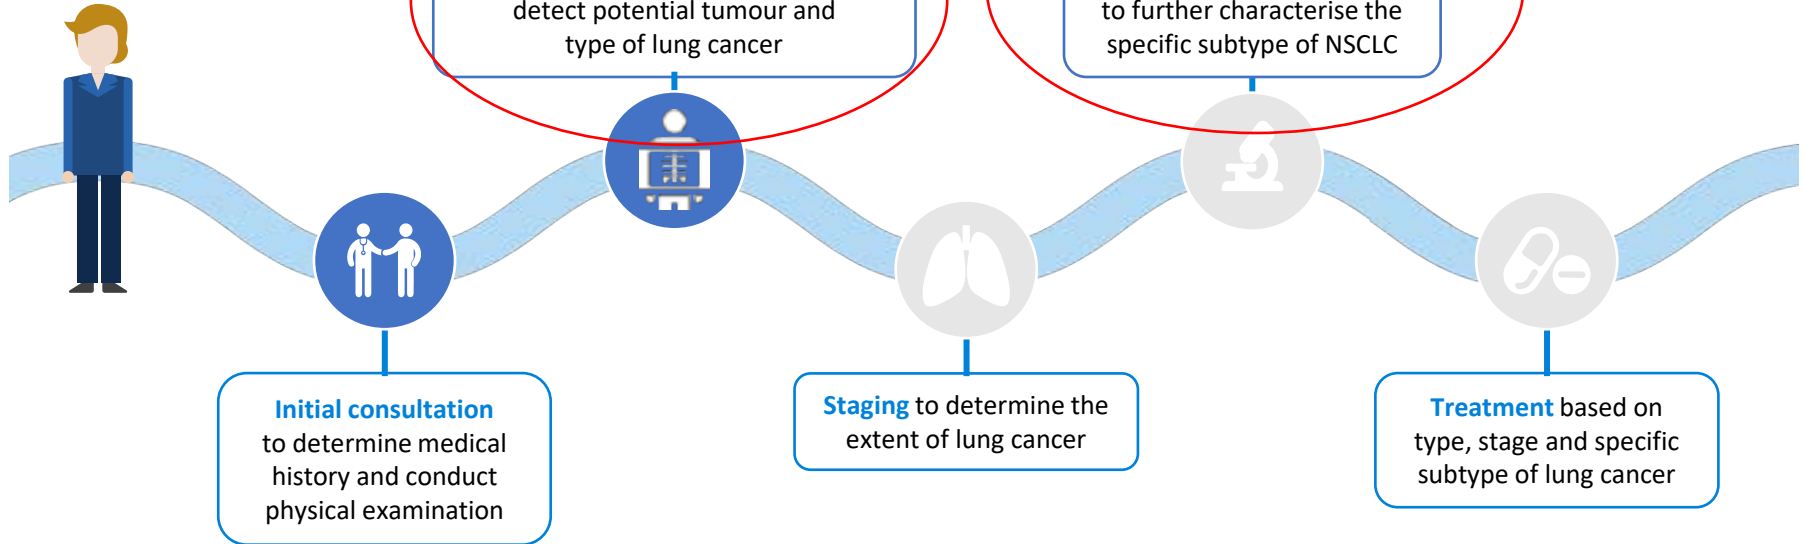 detect potential tumour and
type of lung cancer
to further characterise the
specific subtype of NSCLC
Initial consultation
to determine medical
history and conduct
physical examination
Staging to determine the
extent of lung cancer
Treatment based on
type, stage and specific
subtype of lung cancer